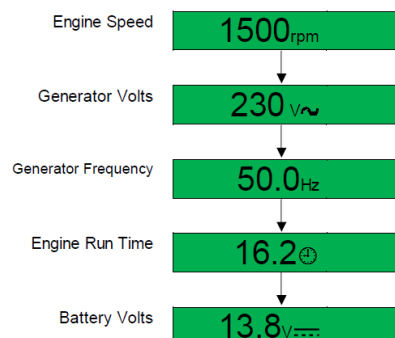 Engine Speed 1500rpm
Generator Volts 230 V
Generator Frequency 50.0Hz
Engine Run Time 16.2
Battery Volts 13.8V